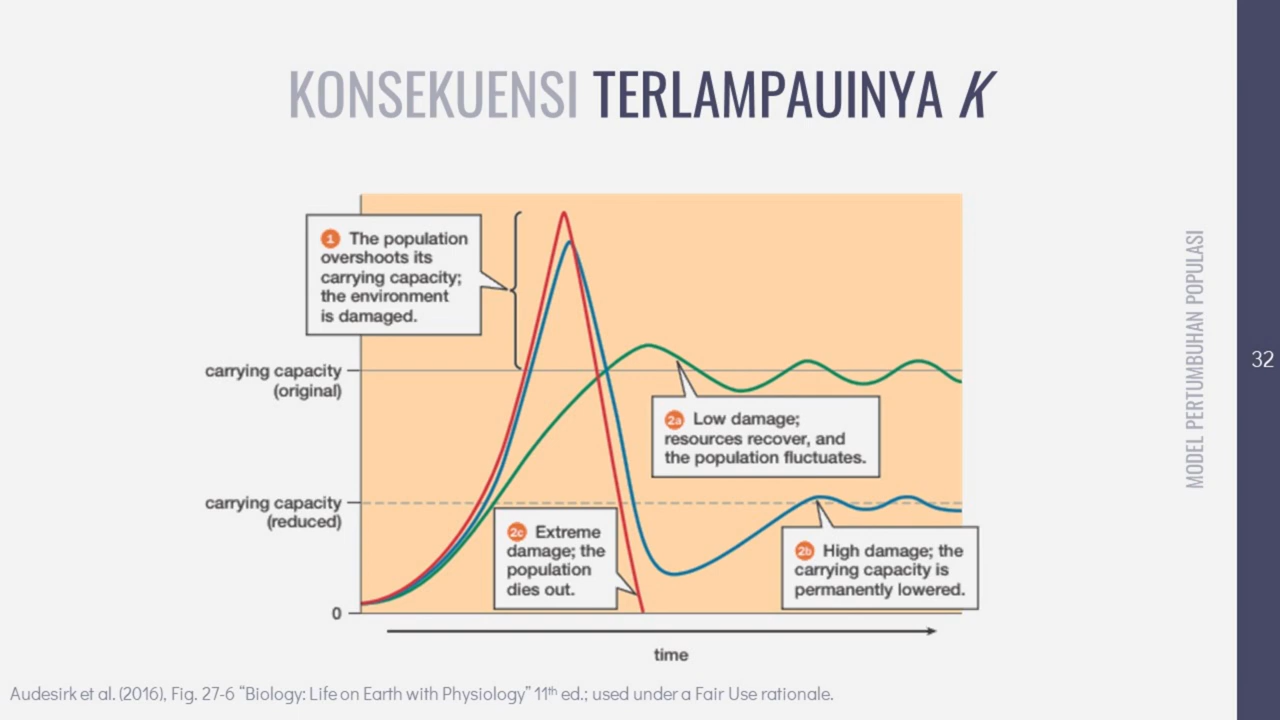 KONSEKUENSI TERLAMPAUINYA K
1 The population
overshoots its
carrying capacity;
the environment
is damaged.
carrying capacity
(original)
2a Low damage;
resources recover, and
the population fluctuates.
carrying capacity
(reduced)
2c Extreme
damage; the
population
dies out.
2b High damage; the
carrying capacity is
permanently lowered.
0
time
MODEL PERTUMBUHAN POPULASI
32
Audesirk et al. (2016), Fig. 27-6 “Biology: Life on Earth with Physiology” 11th ed.; used under a Fair Use rationale.